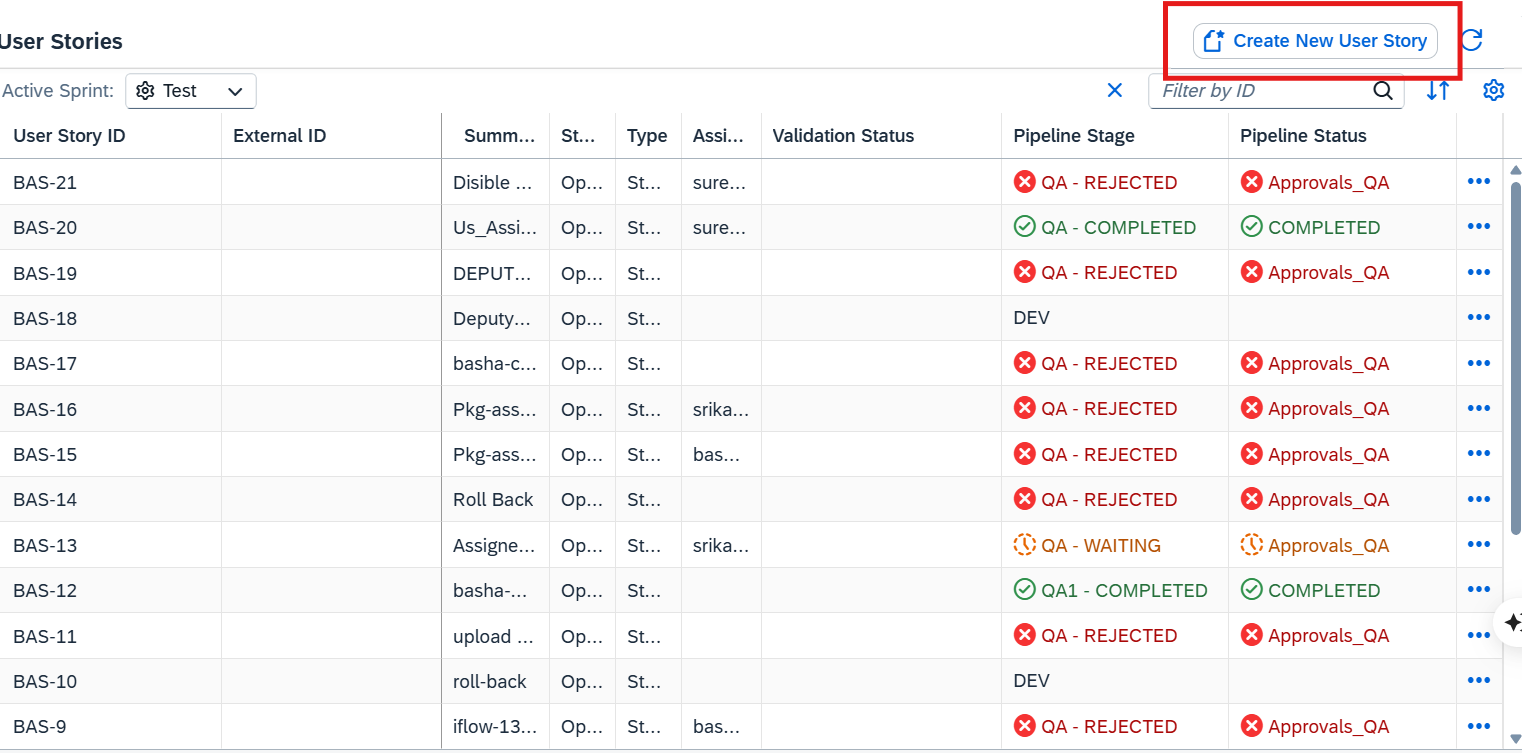 User Stories Create New User Story
Active Sprint: Test Filter by ID
User Story ID External ID Summ... St... Type Assi... Validation Status Pipeline Stage Pipeline Status
BAS-21 Disible ... Op... St... sure... QA - REJECTED Approvals_QA
BAS-20 Us_Assi... Op... St... sure... QA - COMPLETED COMPLETED
BAS-19 DEPUT... Op... St... QA - REJECTED Approvals_QA
BAS-18 Deputy... Op... St... DEV
BAS-17 basha-c... Op... St... QA - REJECTED Approvals_QA
BAS-16 Pkg-ass... Op... St... srika... QA - REJECTED Approvals_QA
BAS-15 Pkg-ass... Op... St... bas... QA - REJECTED Approvals_QA
BAS-14 Roll Back Op... St... QA - REJECTED Approvals_QA
BAS-13 Assigne... Op... St... srika... QA - WAITING Approvals_QA
BAS-12 basha-... Op... St... QA1 - COMPLETED COMPLETED
BAS-11 upload ... Op... St... QA - REJECTED Approvals_QA
BAS-10 roll-back Op... St... DEV
BAS-9 iflow-13... Op... St... bas... QA - REJECTED Approvals_QA